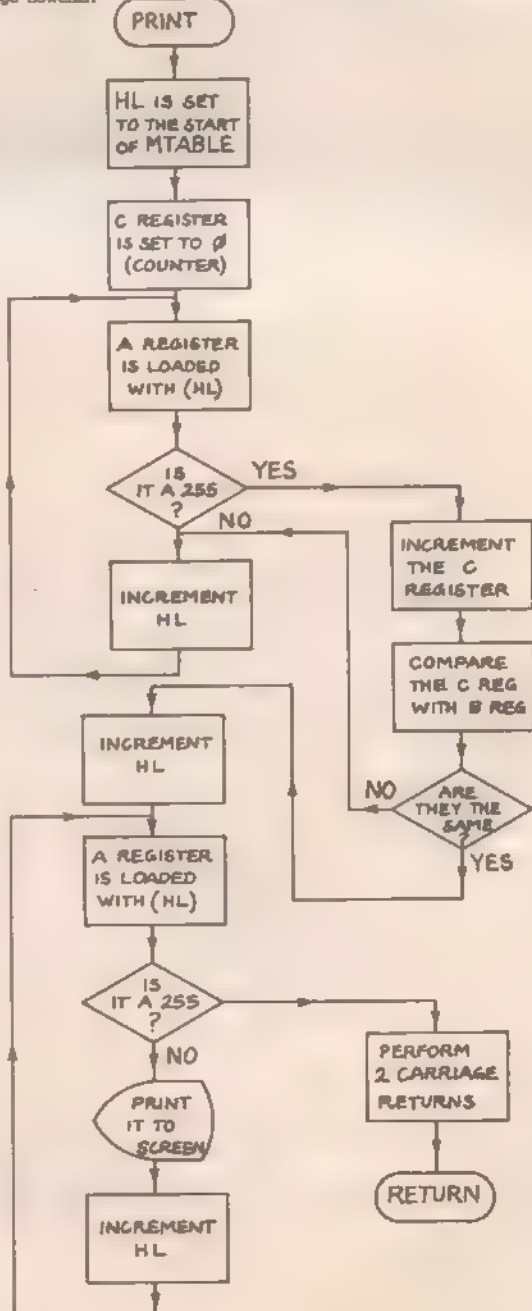 PRINT
HL IS SET
TO THE START
OF MTABLE
C REGISTER
IS SET TO Ø
(COUNTER)
A REGISTER
IS LOADED
WITH (HL)
IS
IT A 255
?
YES
NO
INCREMENT
HL
INCREMENT
THE C
REGISTER
COMPARE
THE C REG
WITH B REG
ARE
THEY THE
SAME
?
NO
YES
INCREMENT
HL
A REGISTER
IS LOADED
WITH (HL)
IS
IT A 255
?
NO
PRINT
IT TO
SCREEN
INCREMENT
HL
PERFORM
2 CARRIAGE
RETURNS
RETURN